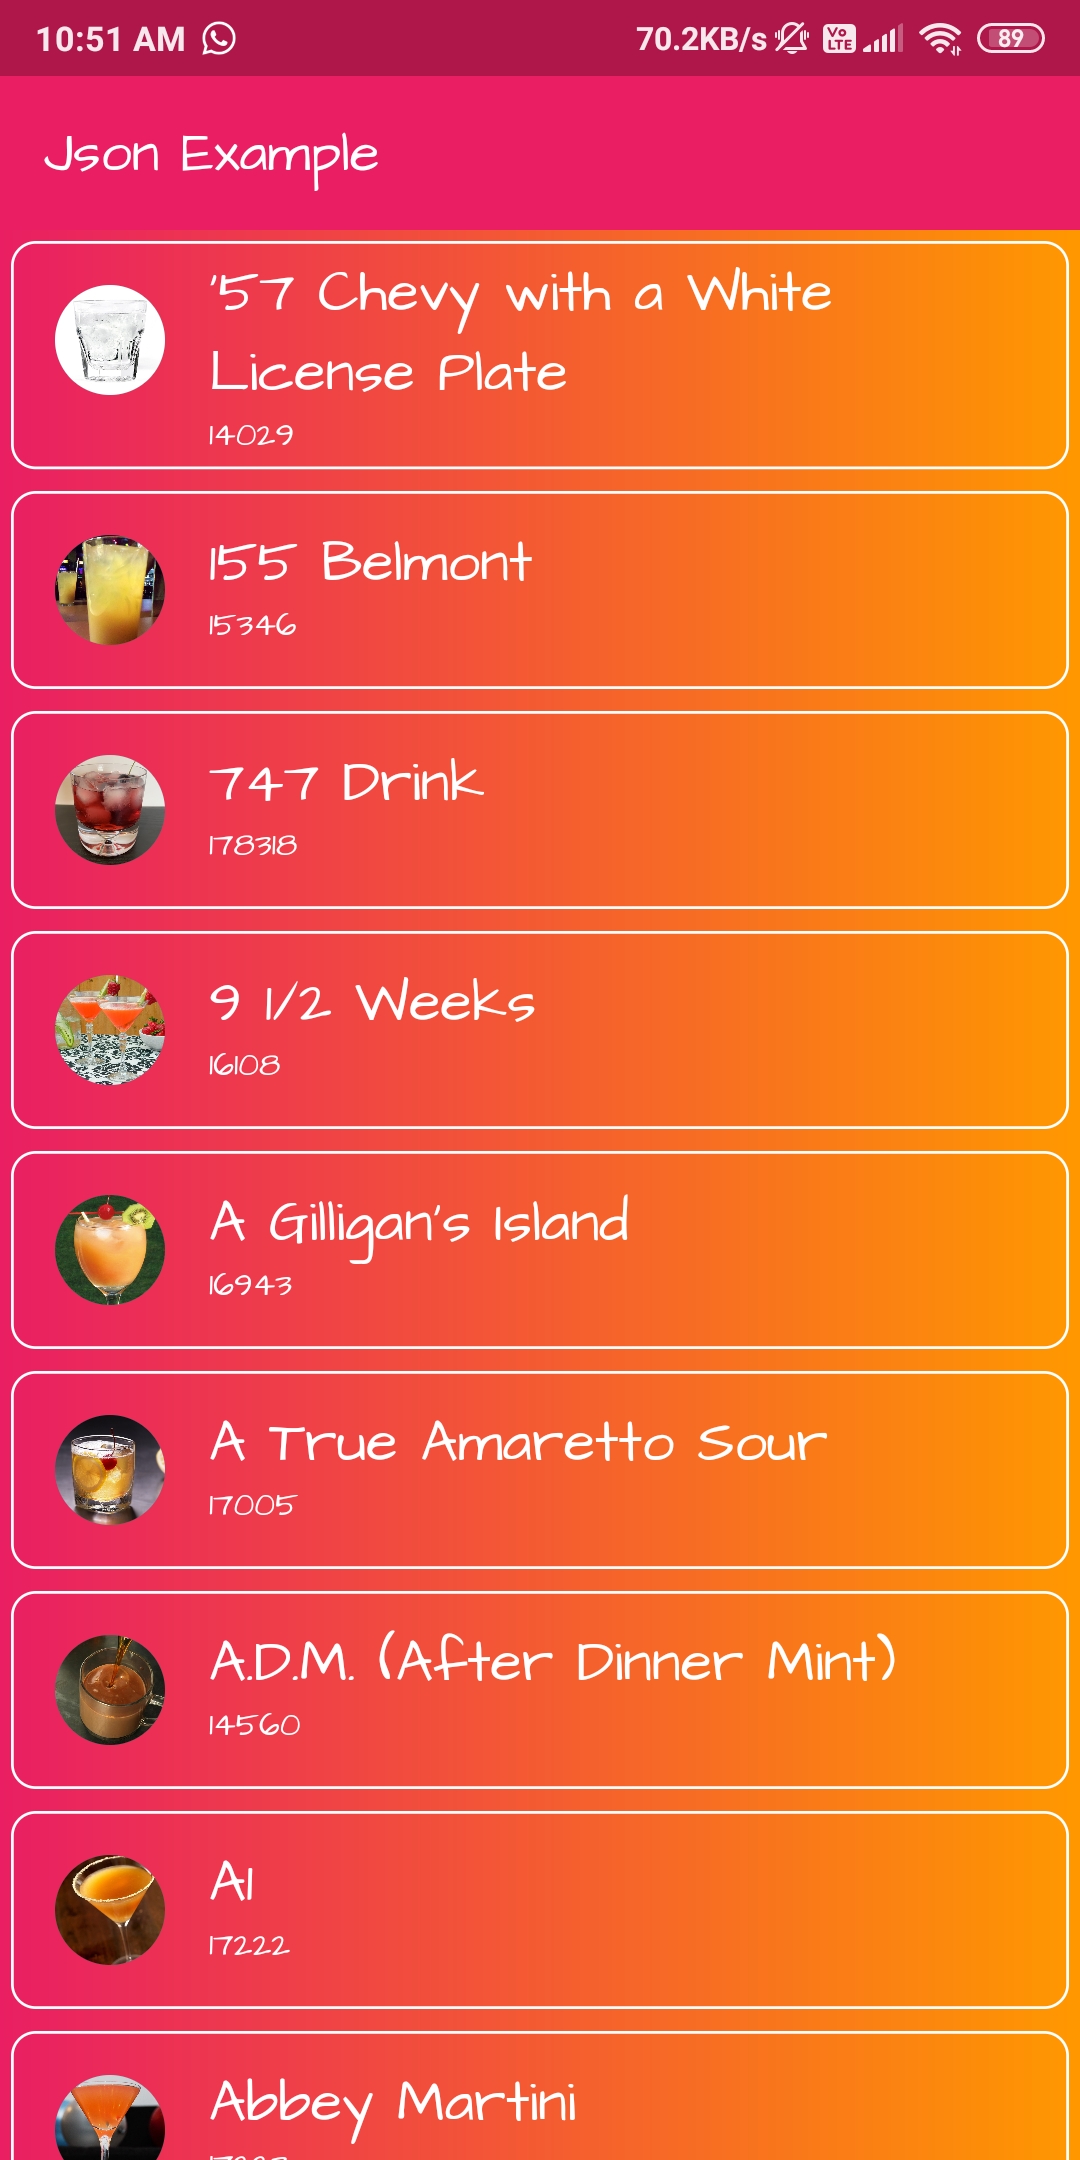 10:51 AM 70.2KB/s Vo LTE 89
Json Example
'57 Chevy with a White
License Plate
14029
155 Belmont
15346
747 Drink
178318
9 1/2 Weeks
16108
A Gilligan's Island
16943
A True Amaretto Sour
17005
A.D.M. (After Dinner Mint)
14560
A1
17222
Abbey Martini